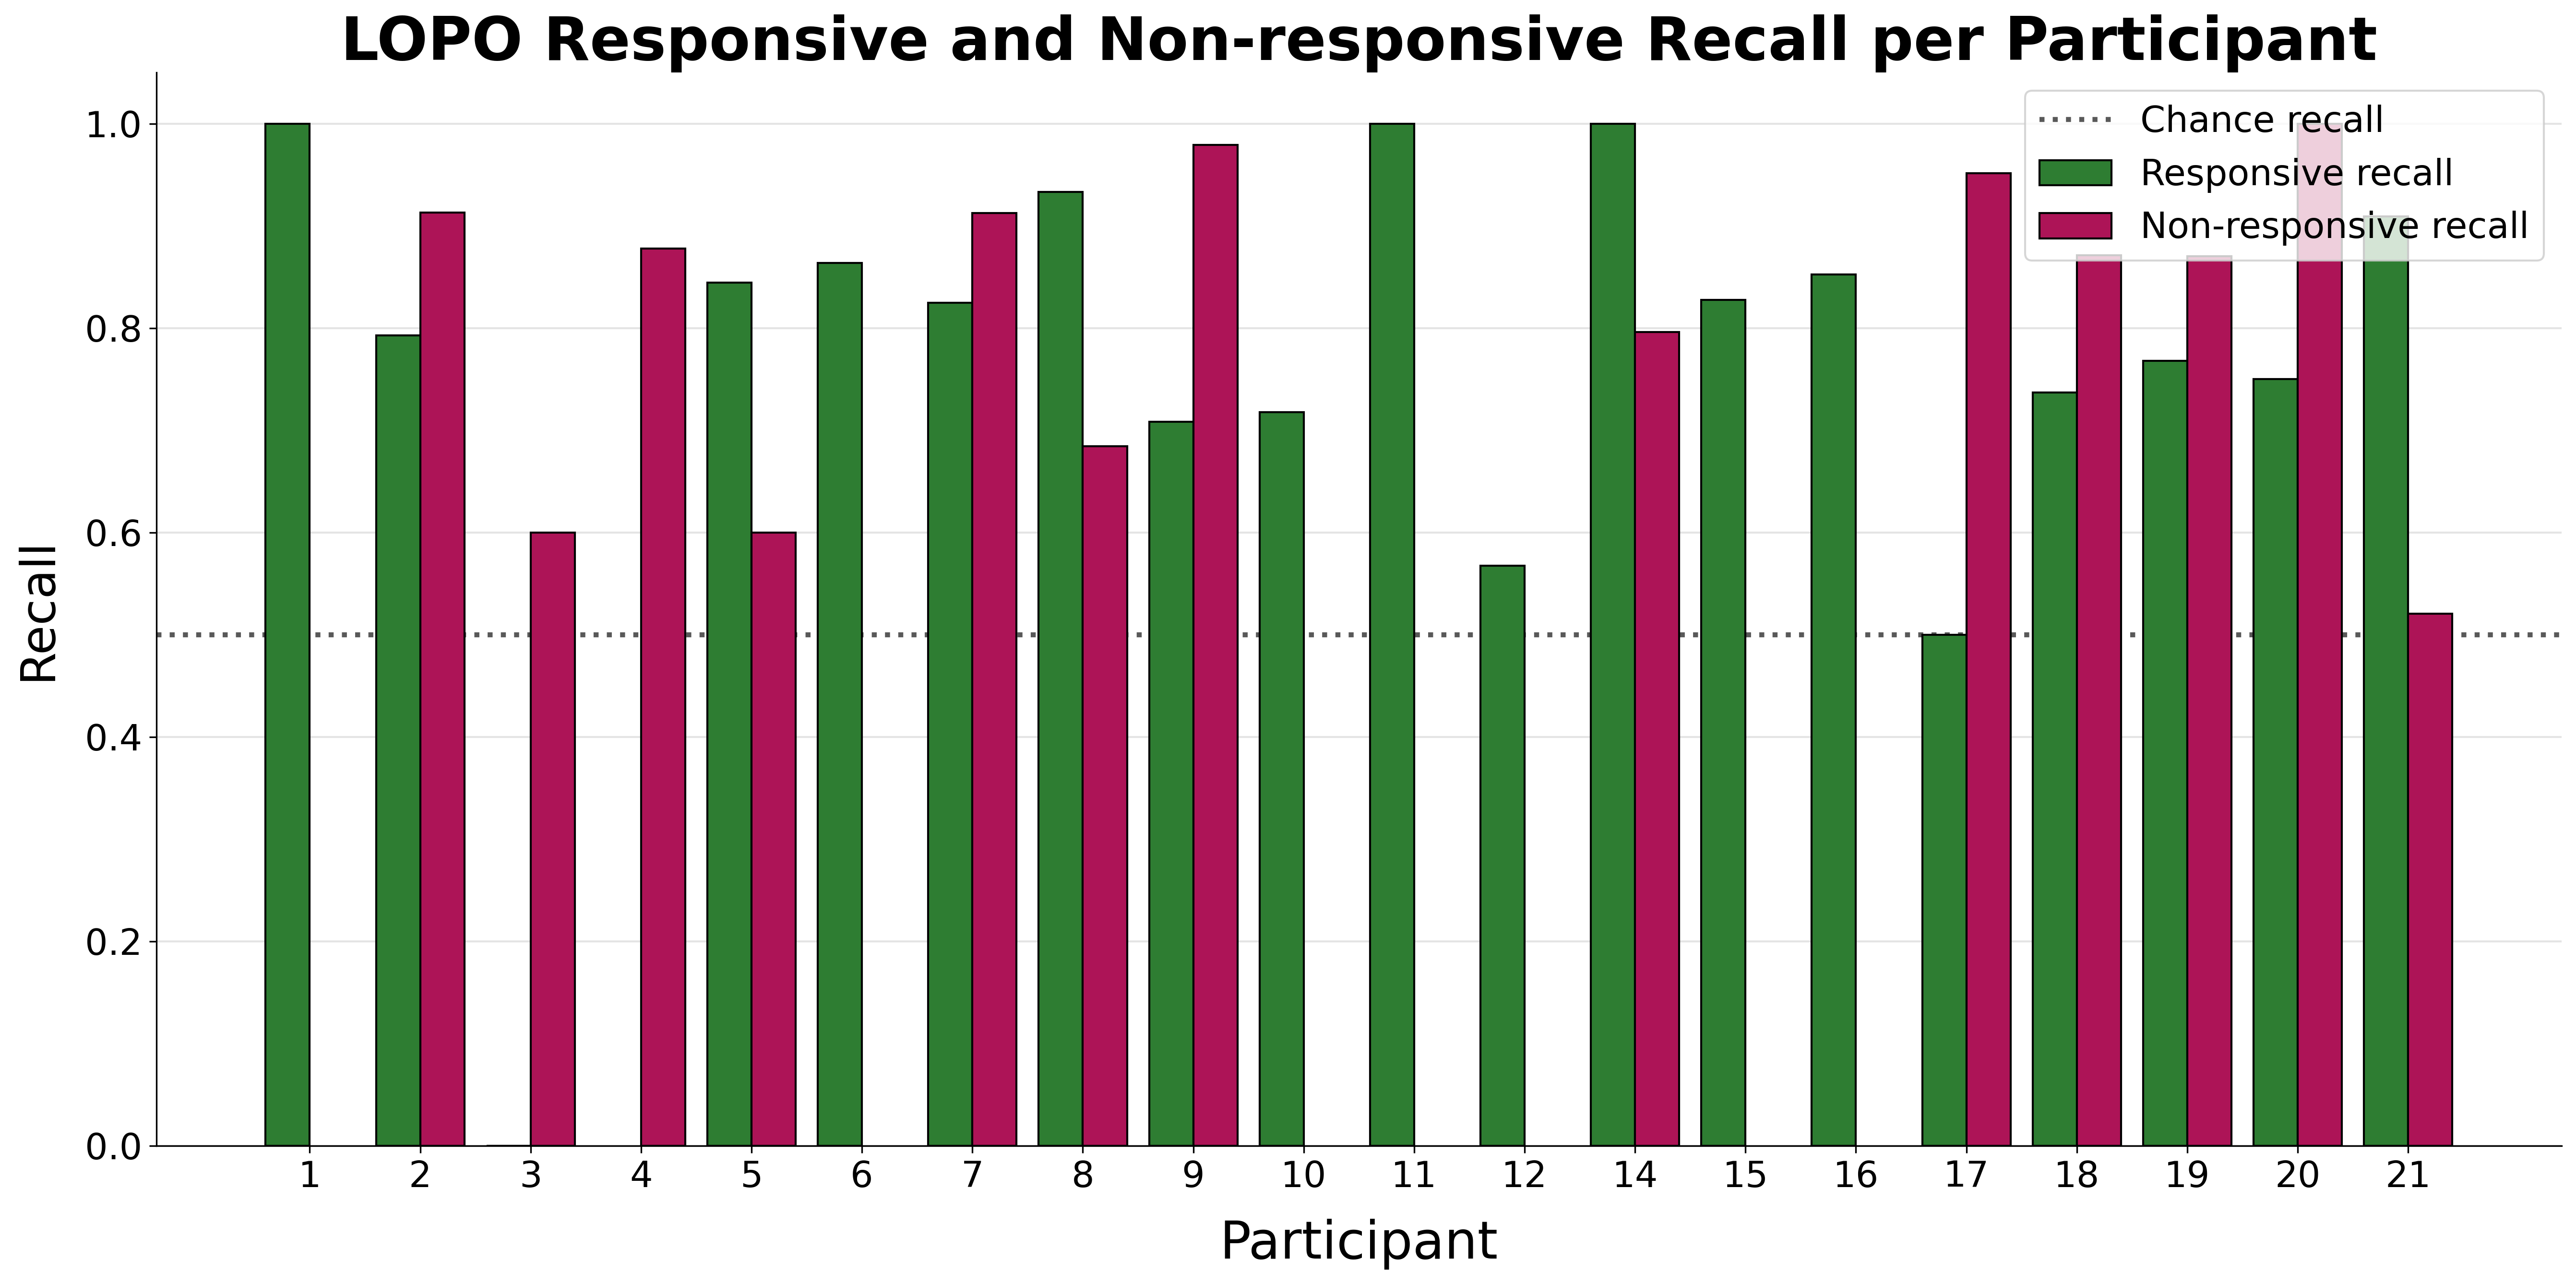 LOPO Responsive and Non-responsive Recall per Participant
Chance recall
Responsive recall
Non-responsive recall
1.0
0.8
0.6
0.4
0.2
0.0
Recall
1 2 3 4 5 6 7 8 9 10 11 12 14 15 16 17 18 19 20 21
Participant